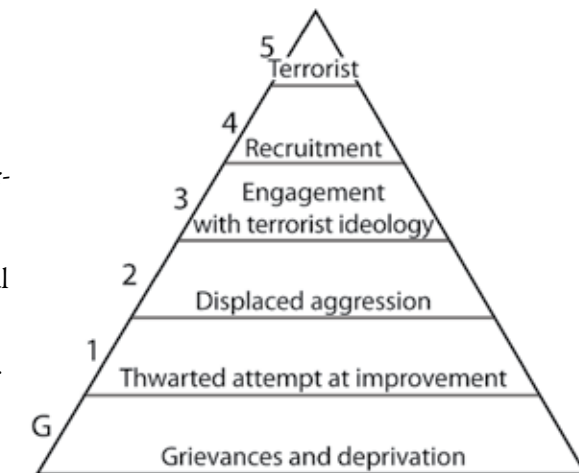 5
Terrorist
4
Recruitment
3
Engagement
with terrorist ideology
2
Displaced aggression
1
Thwarted attempt at improvement
G
Grievances and deprivation